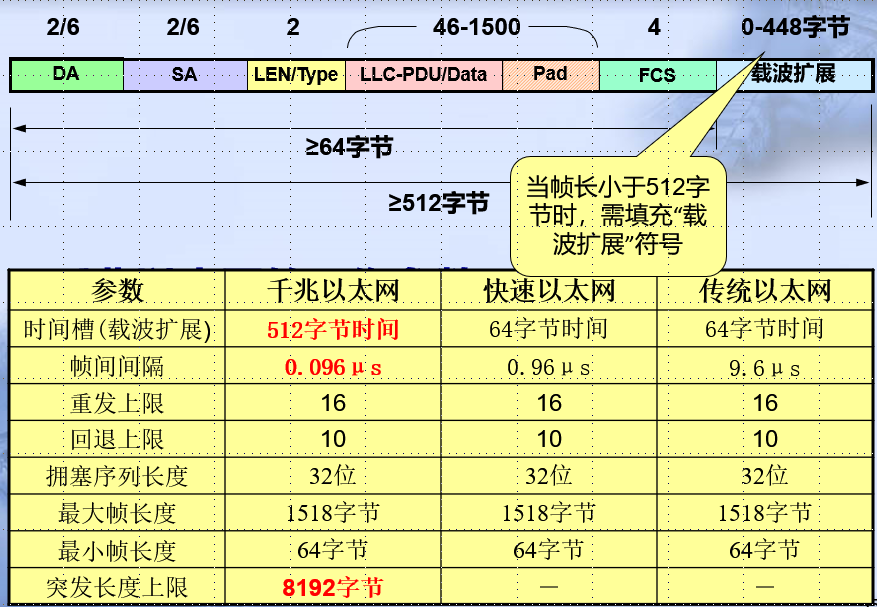 2/6 2/6 2 46-1500 4 0-448字节
DA SA LEN/Type LLC-PDU/Data Pad FCS 载波扩展
≥64字节
≥512字节
当帧长小于512字
节时，需填充“载
波扩展”符号
参数 千兆以太网 快速以太网 传统以太网
时间槽(载波扩展) 512字节时间 64字节时间 64字节时间
帧间间隔 0.096μs 0.96μs 9.6μs
重发上限 16 16 16
回退上限 10 10 10
拥塞序列长度 32位 32位 32位
最大帧长度 1518字节 1518字节 1518字节
最小帧长度 64字节 64字节 64字节
突发长度上限 8192字节 — —